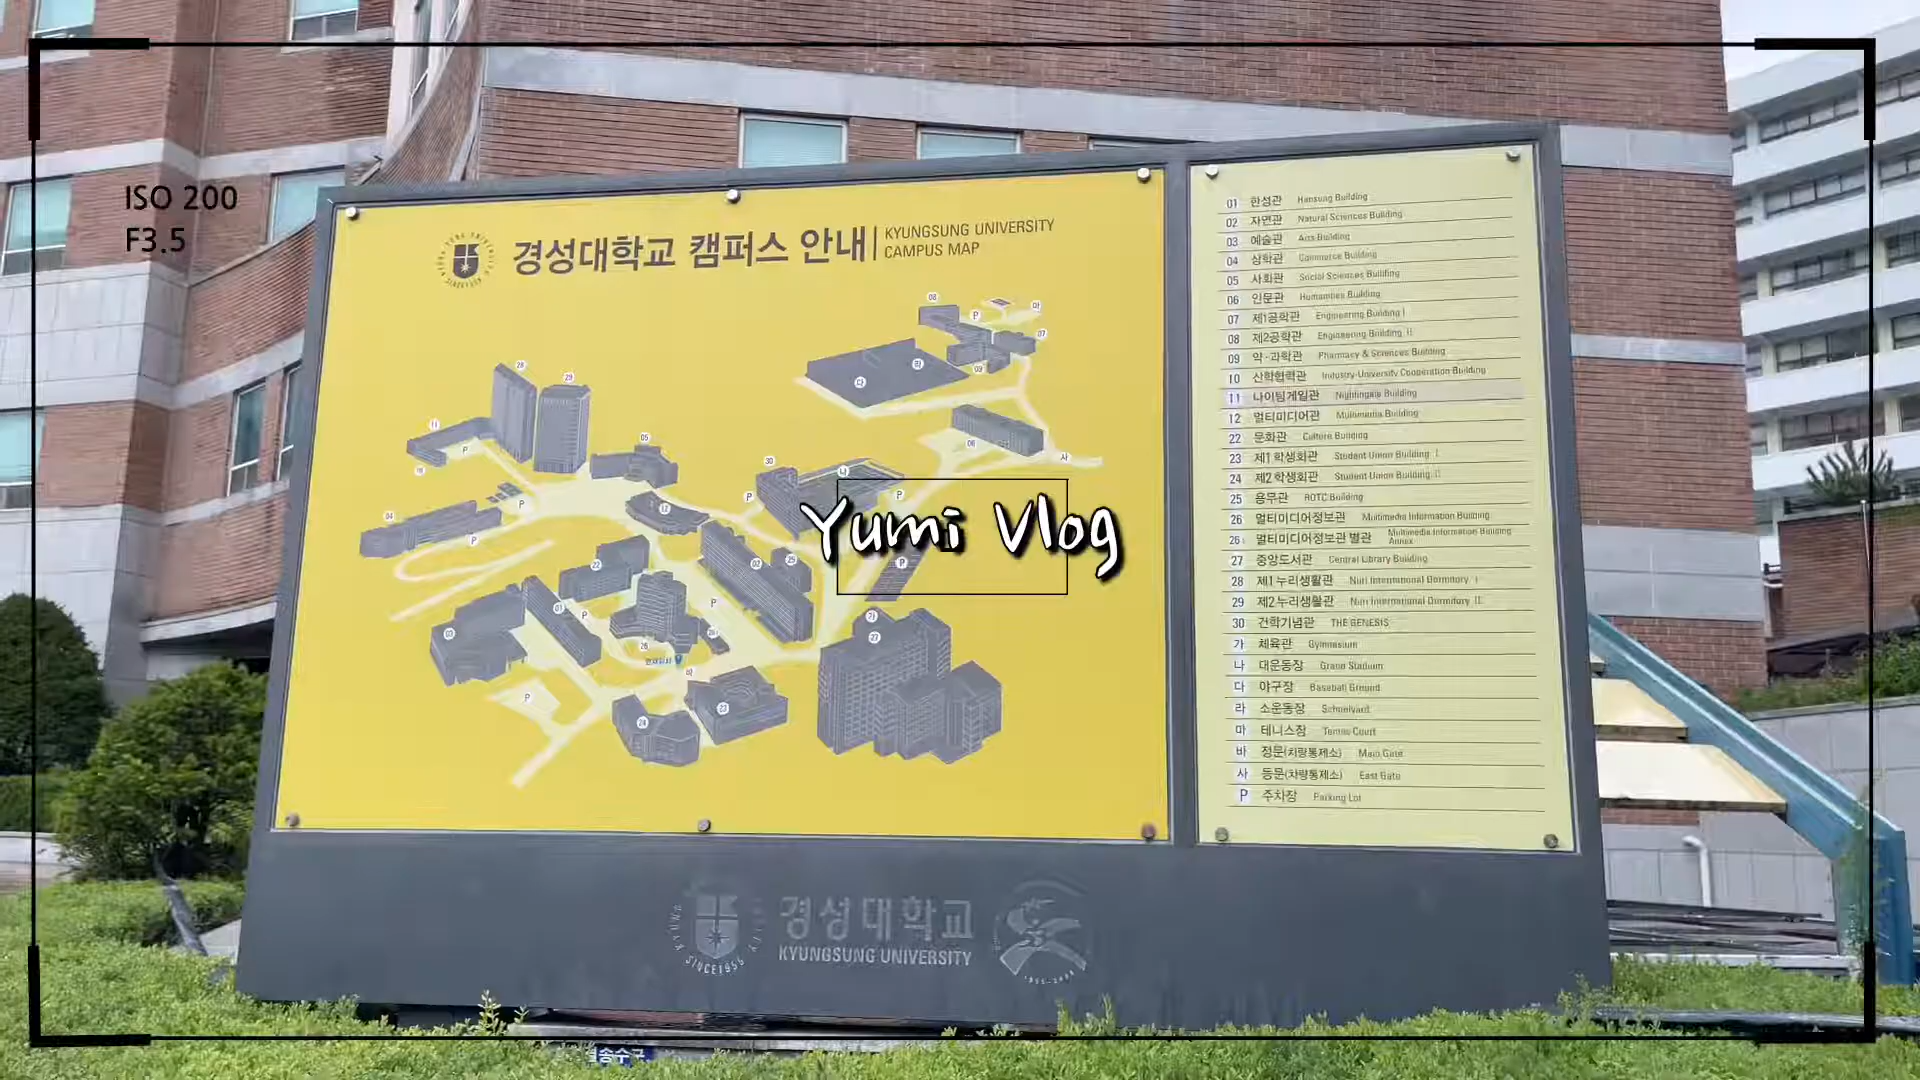 ISO 200
F3.5
경성대학교 캠퍼스 안내
KYUNGSUNG UNIVERSITY
CAMPUS MAP
Yumi Vlog
01 한성관 Hansung Building
02 자연관 Natural Sciences Building
03 예술관 Arts Building
04 상학관 Commerce Building
05 사회관 Social Sciences Building
06 인문관 Humanities Building
07 제1공학관 Engineering Building Ⅰ
08 제2공학관 Engineering Building Ⅱ
09 약·과학관 Pharmacy & Sciences Building
10 산학협력관 Industry-University Cooperation Building
11 나이팅게일관 Nightingale Building
12 멀티미디어관 Multimedia Building
22 문화관 Culture Building
23 제1학생회관 Student Union Building Ⅰ
24 제2학생회관 Student Union Building Ⅱ
25 용무관 ROTC Building
26 멀티미디어정보관 Multimedia Information Building
26 멀티미디어정보관 별관 Multimedia Information Building Annex
27 중앙도서관 Central Library Building
28 제1누리생활관 Nuri International Dormitory Ⅰ
29 제2누리생활관 Nuri International Dormitory Ⅱ
30 건학기념관 THE GENESIS
가 체육관 Gymnasium
나 대운동장 Grand Stadium
다 야구장 Baseball Ground
라 소운동장 Schoolyard
마 테니스장 Tennis Court
바 정문(차량통제소) Main Gate
사 동문(차량통제소) East Gate
P 주차장 Parking Lot
경성대학교
KYUNGSUNG UNIVERSITY
SINCE1955